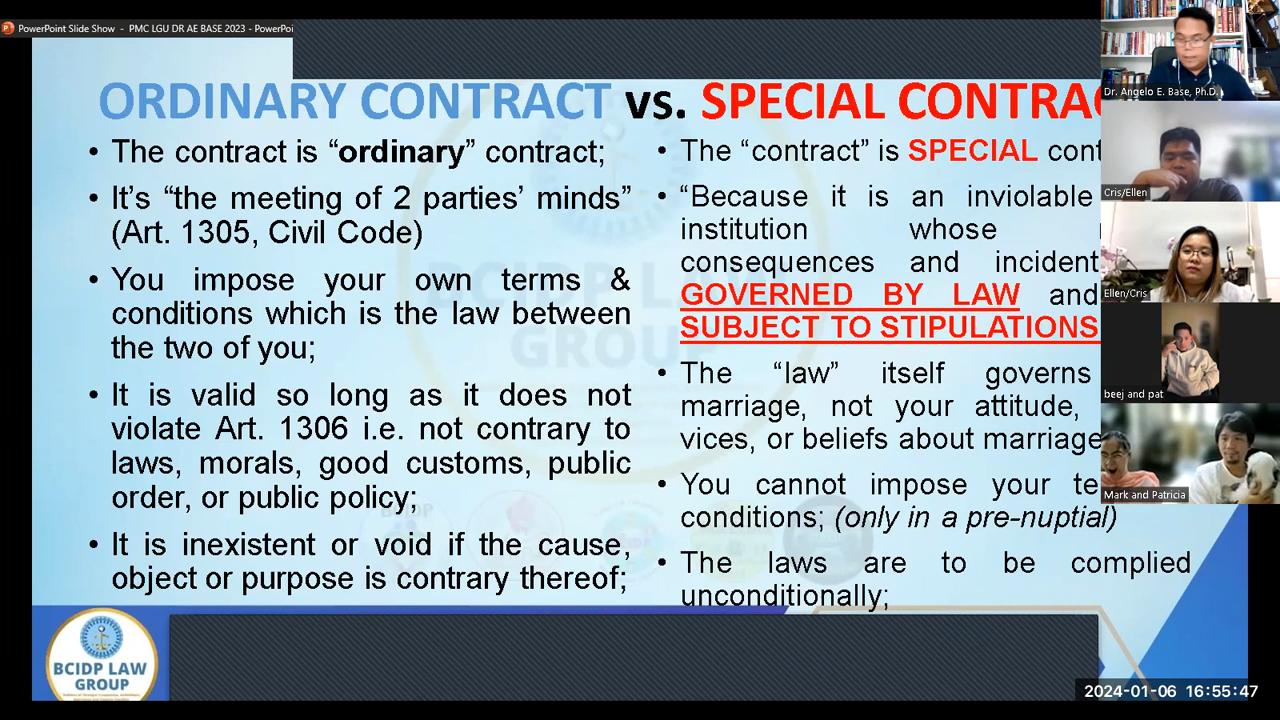 PowerPoint Slide Show - PMC LGU DR AE BASE 2023 - PowerPoi
ORDINARY CONTRACT vs. SPECIAL CONTRAC
• The contract is “ordinary” contract;
• It’s “the meeting of 2 parties’ minds”
(Art. 1305, Civil Code)
• You impose your own terms &
conditions which is the law between
the two of you;
• It is valid so long as it does not
violate Art. 1306 i.e. not contrary to
laws, morals, good customs, public
order, or public policy;
• It is inexistent or void if the cause,
object or purpose is contrary thereof;
• The “contract” is SPECIAL cont
• “Because it is an inviolable
institution whose
consequences and incident
GOVERNED BY LAW and
SUBJECT TO STIPULATIONS
• The “law” itself governs
marriage, not your attitude,
vices, or beliefs about marriage
• You cannot impose your te
conditions; (only in a pre-nuptial)
• The laws are to be complied
unconditionally;
Dr. Angelo E. Base, Ph.D.
Cris/Ellen
Ellen/Cris
beej and pat
Mark and Patricia
BCIDP LAW
GROUP
BCIDP LAW
GROUP
2024-01-06 16:55:47